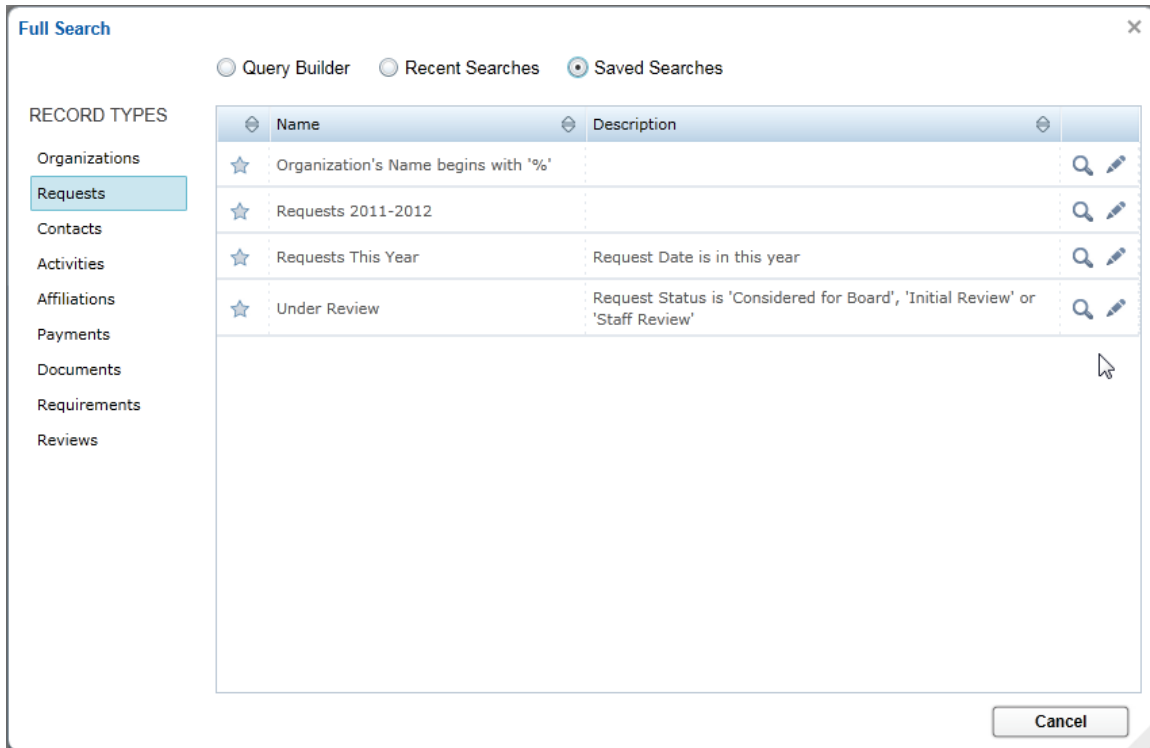 Full Search
Query Builder Recent Searches Saved Searches
RECORD TYPES
Organizations
Requests
Contacts
Activities
Affiliations
Payments
Documents
Requirements
Reviews
Name Description
Organization's Name begins with '%'
Requests 2011-2012
Requests This Year Request Date is in this year
Under Review Request Status is 'Considered for Board', 'Initial Review' or
'Staff Review'
Cancel